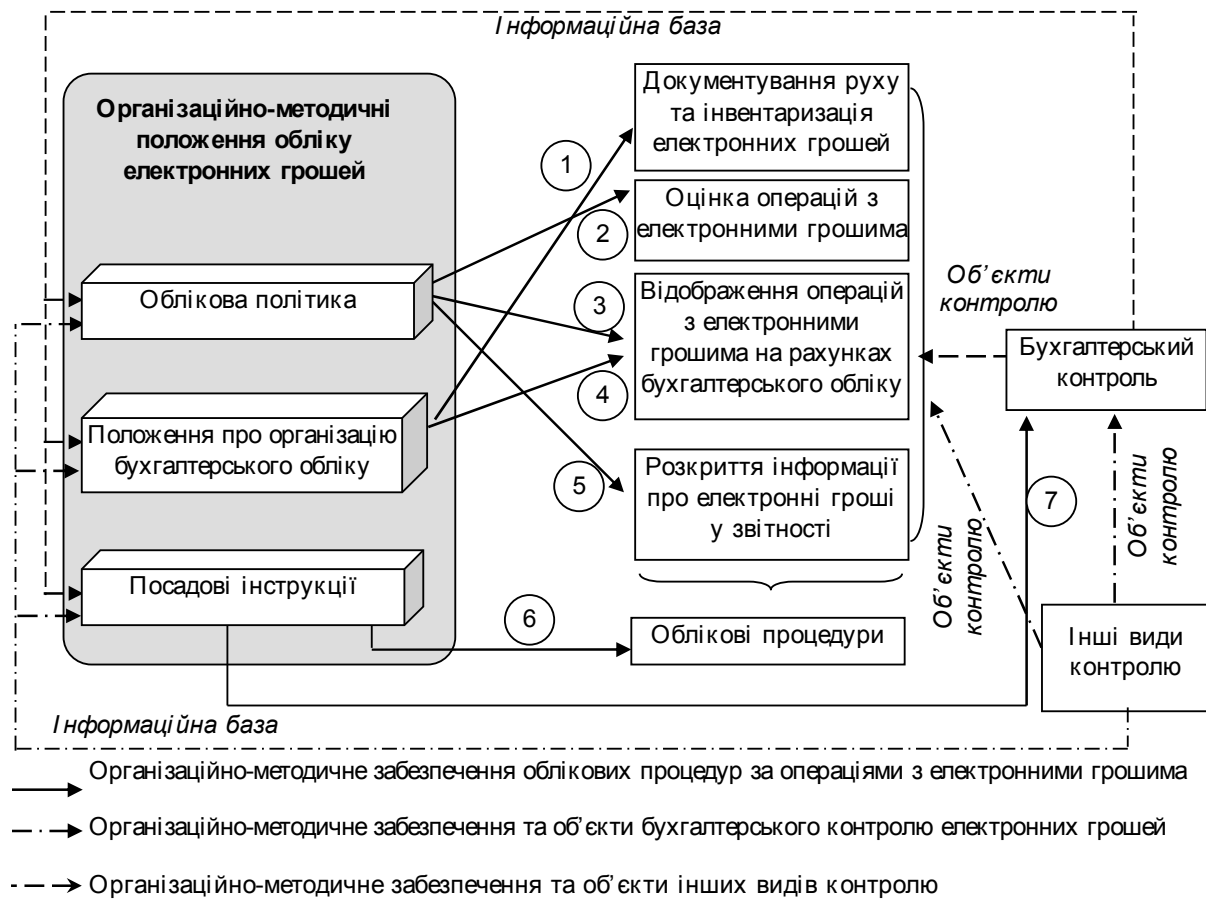 Інформаційна база
Організаційно-методичні
положення обліку
електронних грошей
Облікова політика
Положення про організацію
бухгалтерського обліку
Посадові інструкції
1
2
3
4
5
6
7
Документування руху
та інвентаризація
електронних грошей
Оцінка операцій з
електронними грошима
Відображення операцій
з електронними
грошима на рахунках
бухгалтерського обліку
Розкриття інформації
про електронні гроші
у звітності
Облікові процедури
Об’єкти
контролю
Бухгалтерський
контроль
Об’єкти
контролю
Об’єкти
контролю
Інші види
контролю
Інформаційна база
Організаційно-методичне забезпечення облікових процедур за операціями з електронними грошима
Організаційно-методичне забезпечення та об’єкти бухгалтерського контролю електронних грошей
Організаційно-методичне забезпечення та об’єкти інших видів контролю